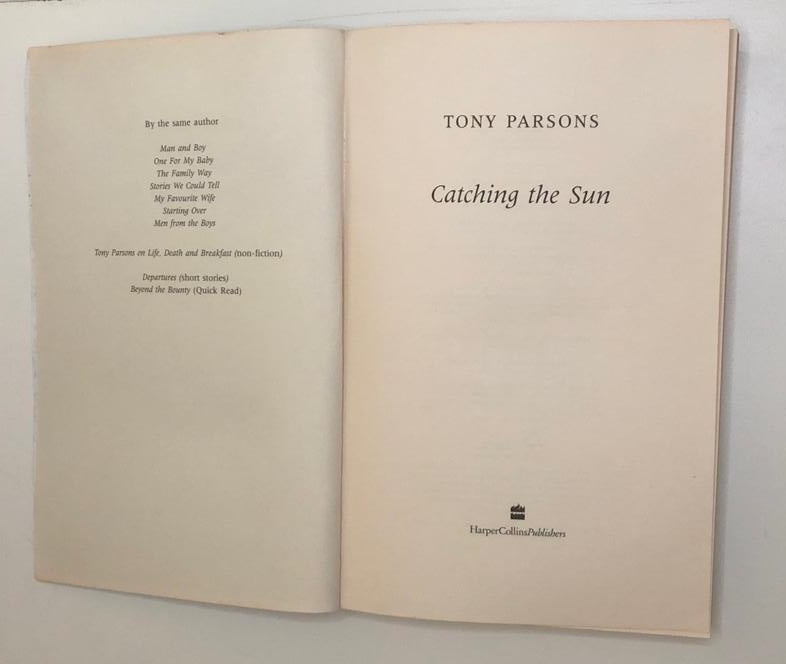 By the same author
Man and Boy
One For My Baby
The Family Way
Stories We Could Tell
My Favourite Wife
Starting Over
Men from the Boys
Tony Parsons on Life, Death and Breakfast (non-fiction)
Departures (short stories)
Beyond the Bounty (Quick Read)
TONY PARSONS
Catching the Sun
HarperCollinsPublishers